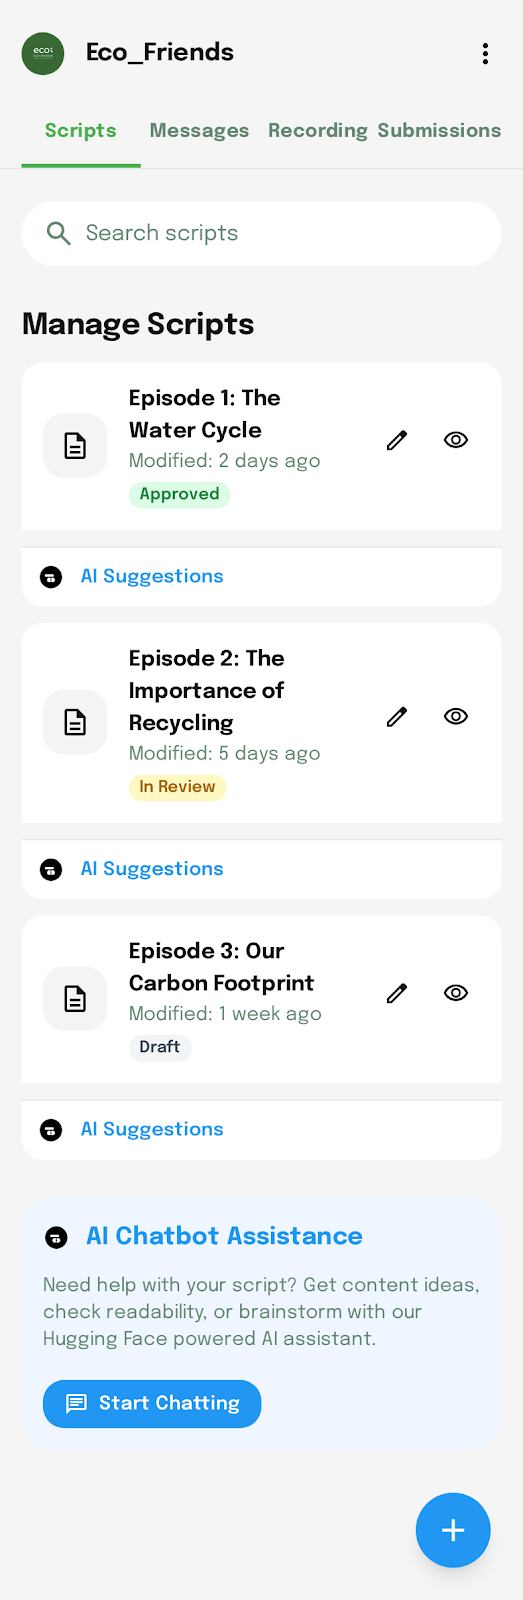 eco
Eco_Friends
Scripts Messages Recording Submissions
Search scripts
Manage Scripts
Episode 1: The
Water Cycle
Modified: 2 days ago
Approved
AI Suggestions
Episode 2: The
Importance of
Recycling
Modified: 5 days ago
In Review
AI Suggestions
Episode 3: Our
Carbon Footprint
Modified: 1 week ago
Draft
AI Suggestions
AI Chatbot Assistance
Need help with your script? Get content ideas,
check readability, or brainstorm with our
Hugging Face powered AI assistant.
Start Chatting